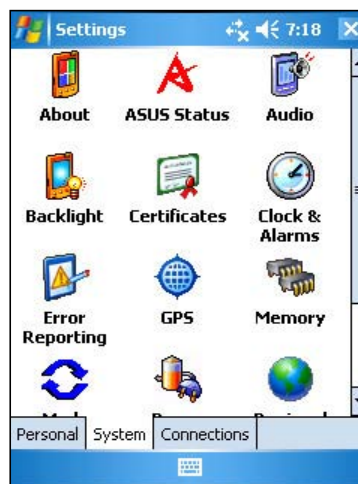 Settings 7:18
About ASUS Status Audio
Backlight Certificates Clock &
Alarms
Error GPS Memory
Reporting
Personal System Connections